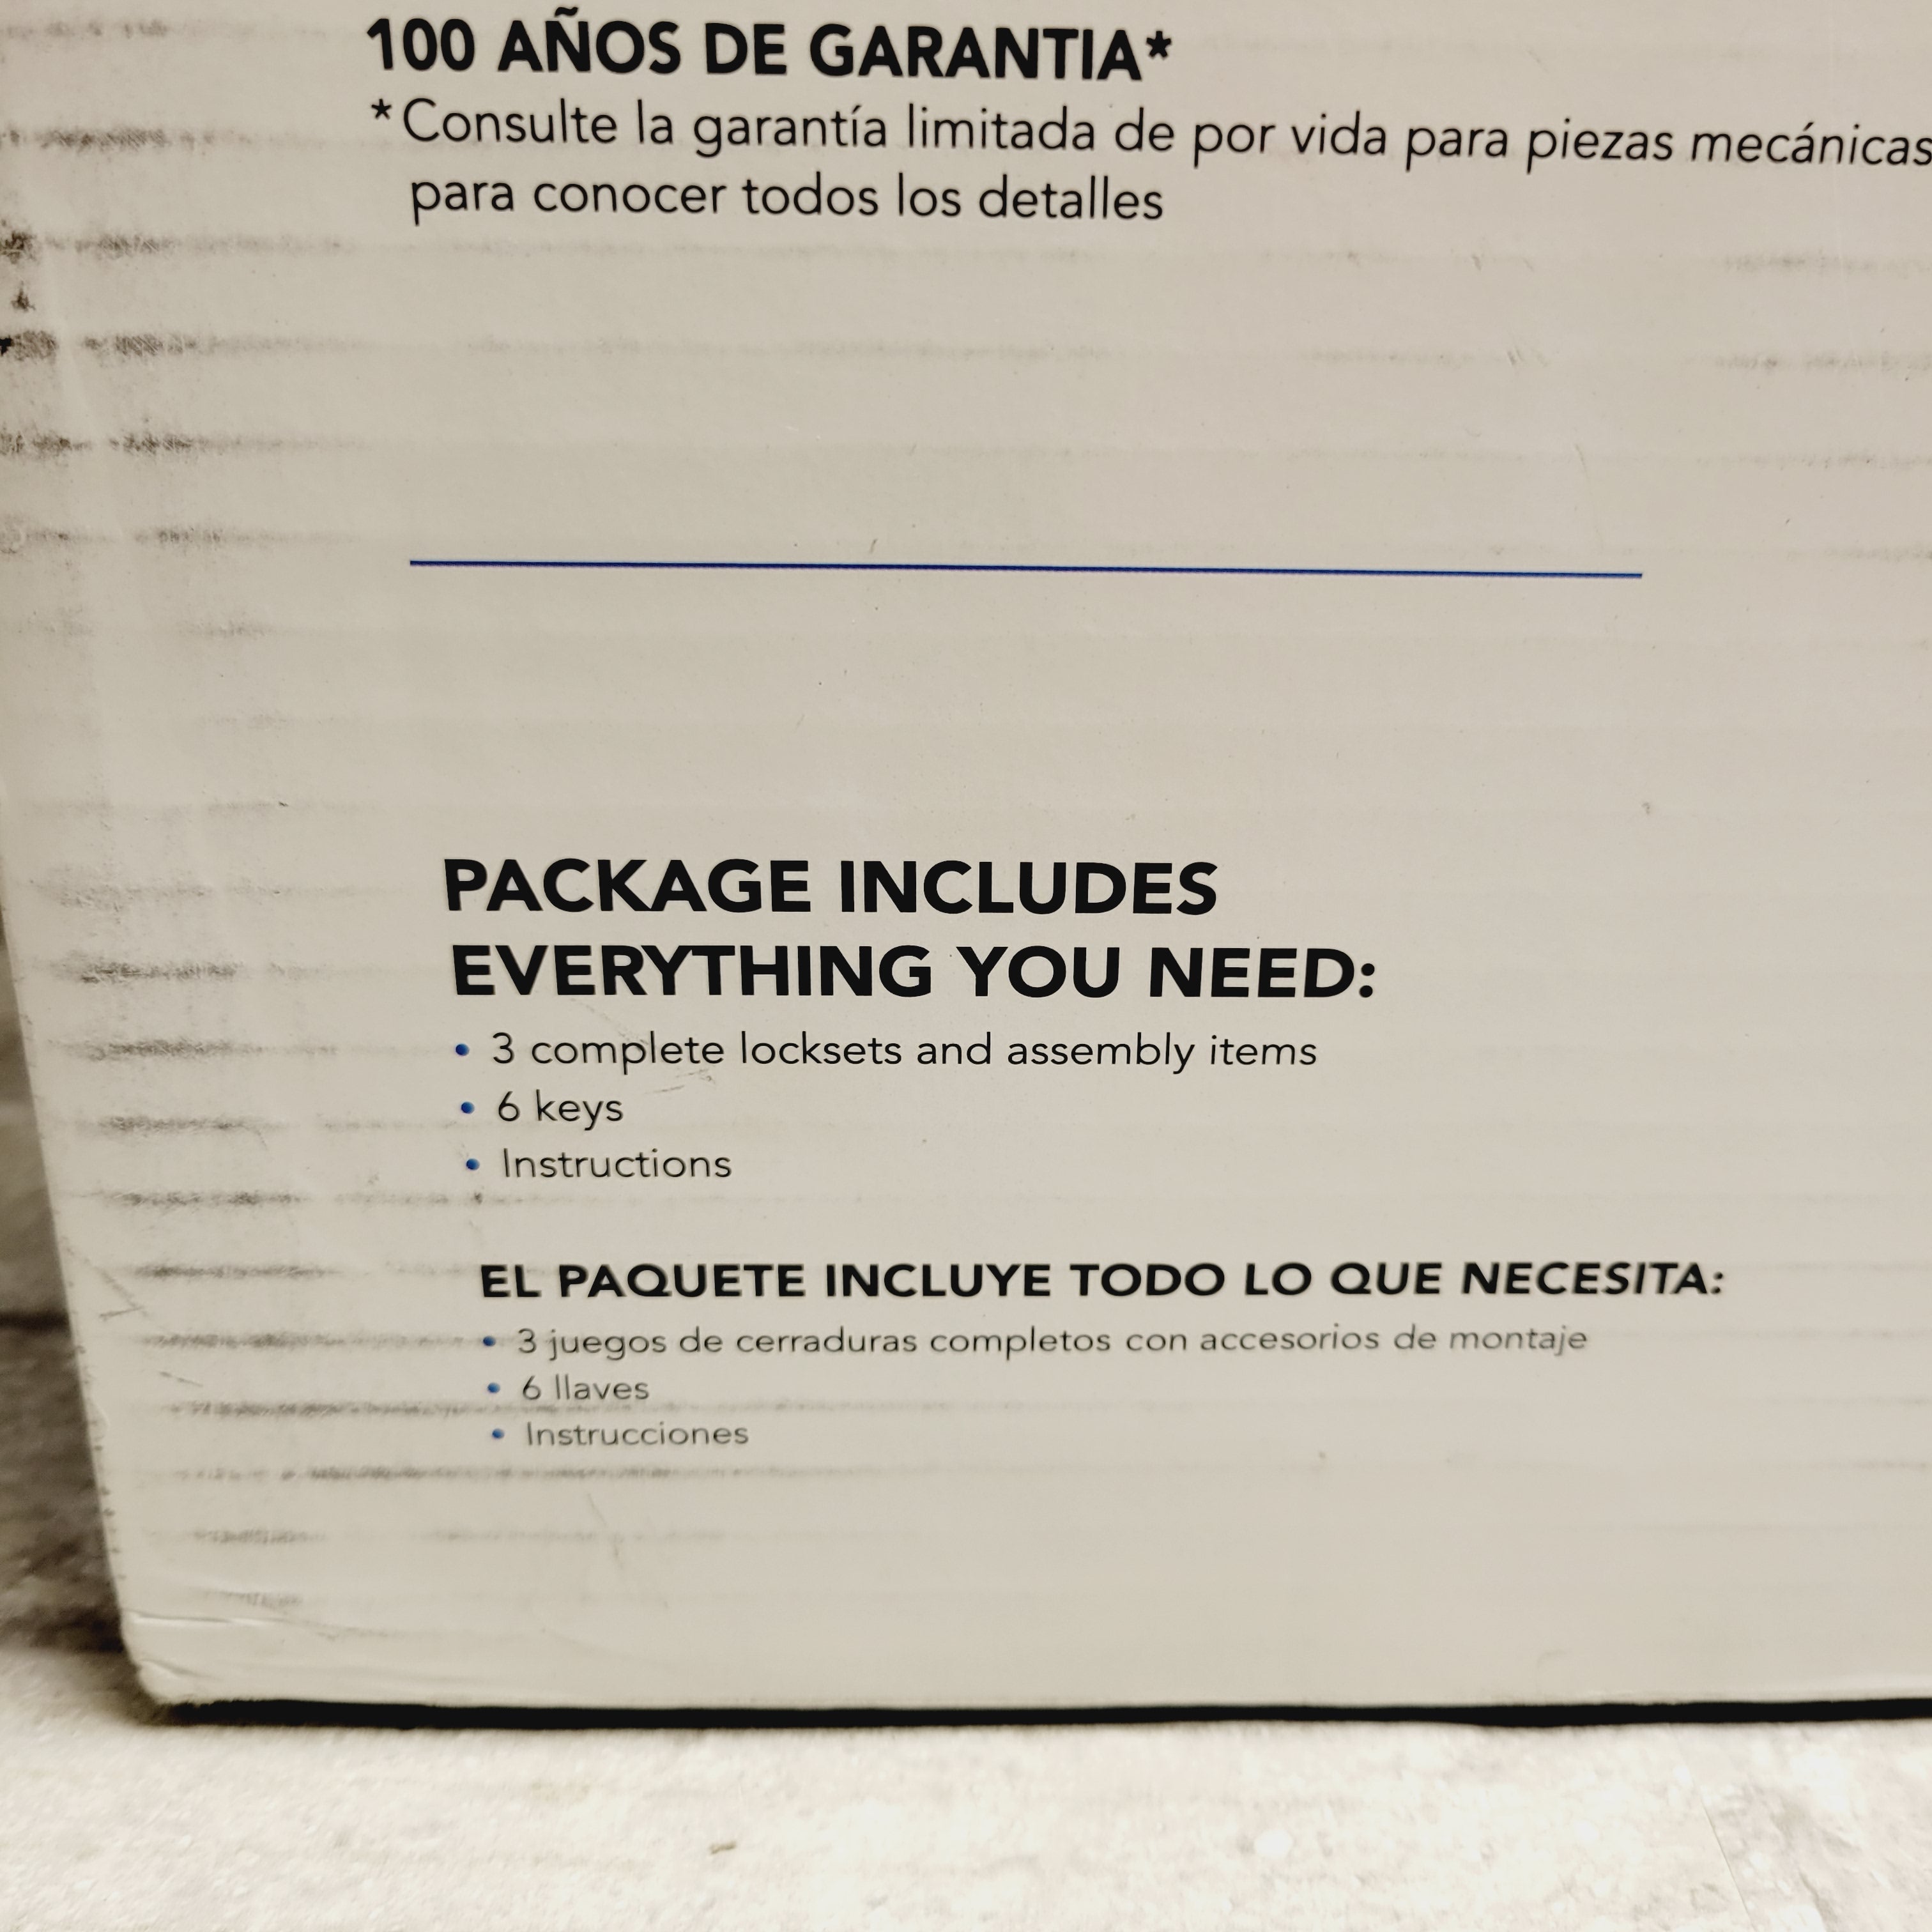 100 AÑOS DE GARANTIA*
* Consulte la garantía limitada de por vida para piezas mecánicas
para conocer todos los detalles
PACKAGE INCLUDES
EVERYTHING YOU NEED:
• 3 complete locksets and assembly items
• 6 keys
• Instructions
EL PAQUETE INCLUYE TODO LO QUE NECESITA:
• 3 juegos de cerraduras completos con accesorios de montaje
• 6 llaves
• Instrucciones